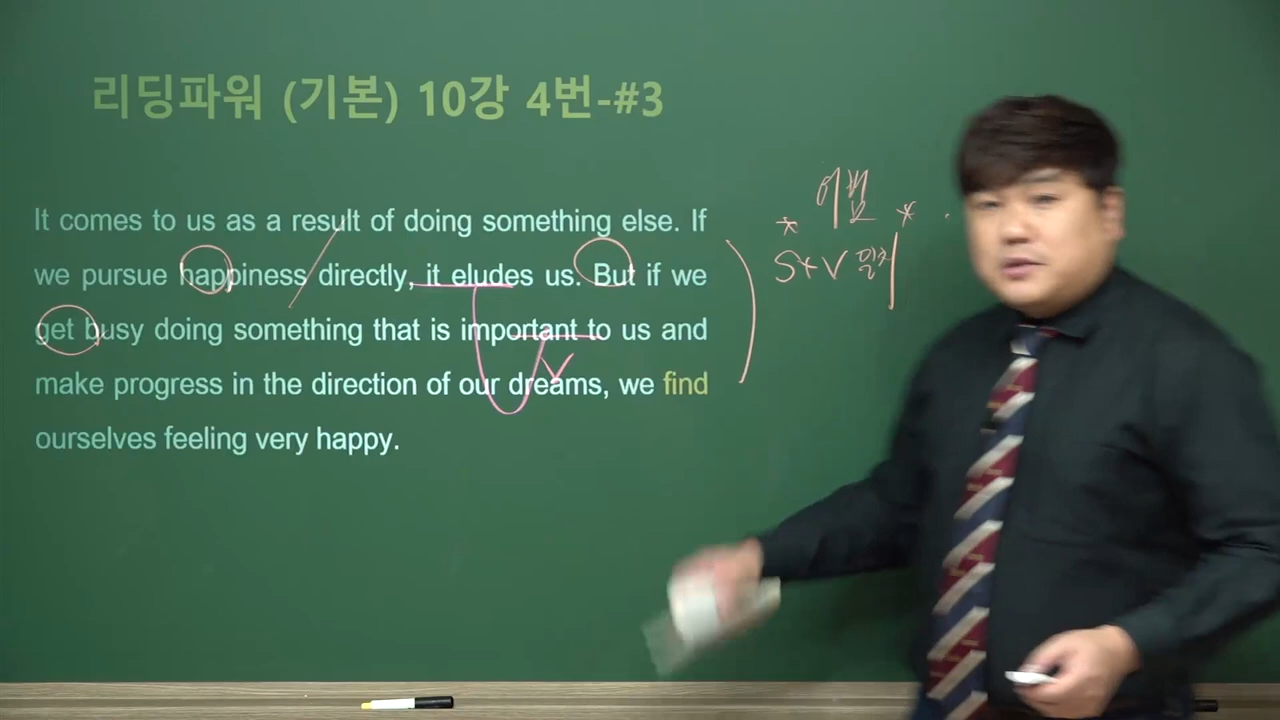 리딩파워 (기본) 10강 4번-#3
It comes to us as a result of doing something else. If
we pursue happiness directly, it eludes us. But if we
get busy doing something that is important to us and
make progress in the direction of our dreams, we find
ourselves feeling very happy.
어법
S+V